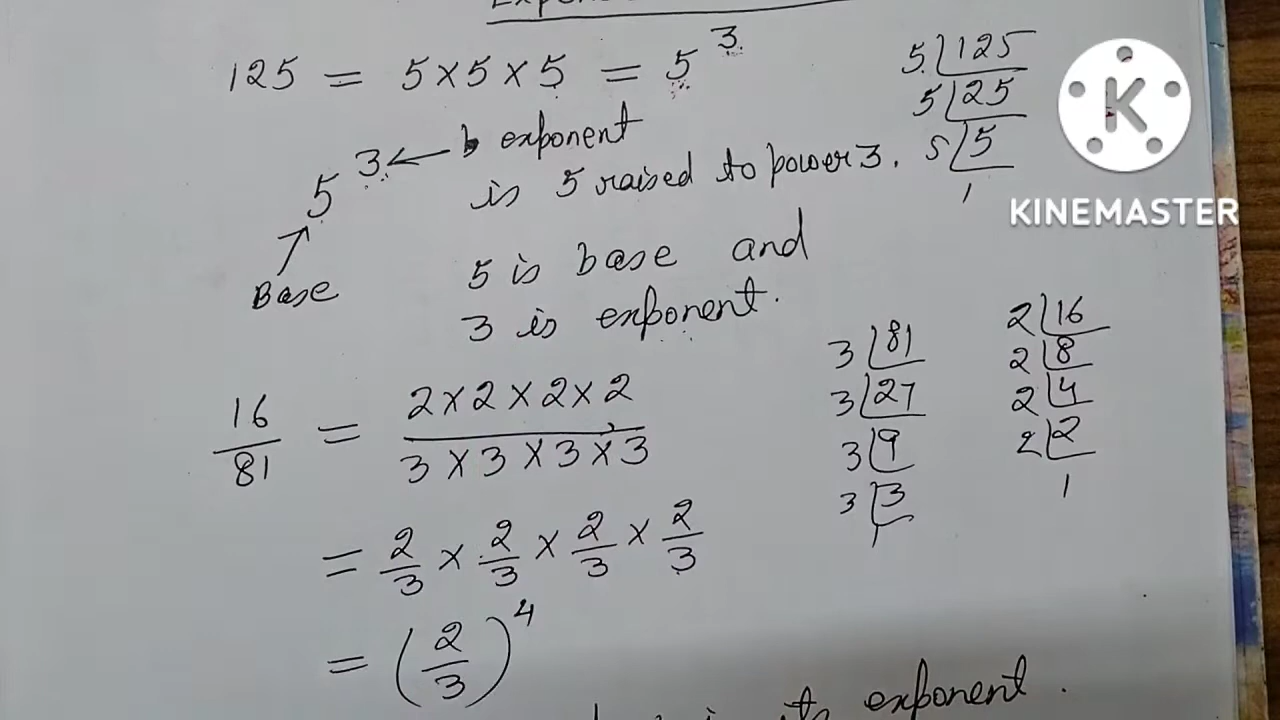 125 = 5×5×5 = 5³
5 125
5 25
5 5
1
5³ ← exponent
is 5 raised to power 3.
Base
5 is base and
3 is exponent.
16/81 = 2×2×2×2 / 3×3×3×3
3 81
3 27
3 9
3 3
1
2 16
2 8
2 4
2 2
1
= 2/3 × 2/3 × 2/3 × 2/3
= (2/3)⁴
its exponent.
K
KINEMASTER